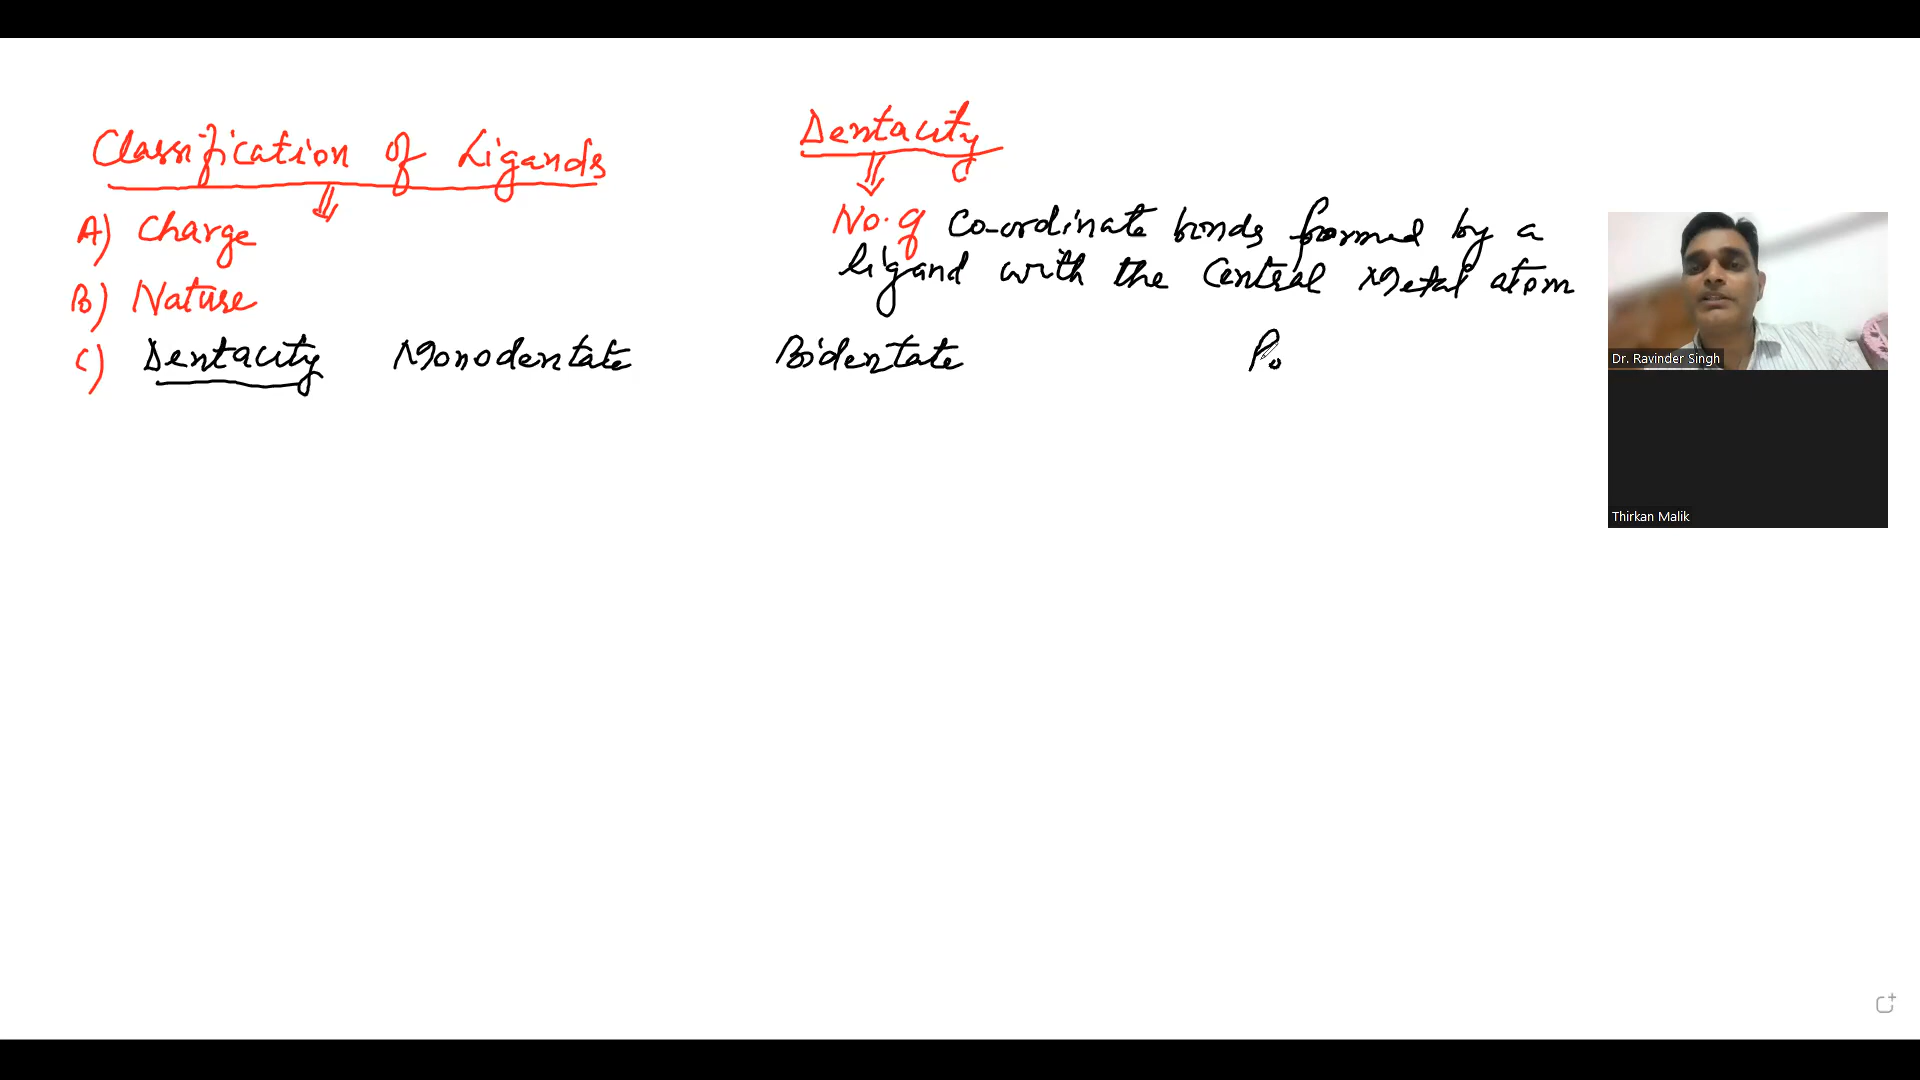 Classification of Ligands
A) Charge
B) Nature
C) Dentacity Monodentate Bidentate Po
Dentacity
No. of Co-ordinate bonds formed by a
ligand with the Central Metal atom
Dr. Ravinder Singh
Thirkan Malik